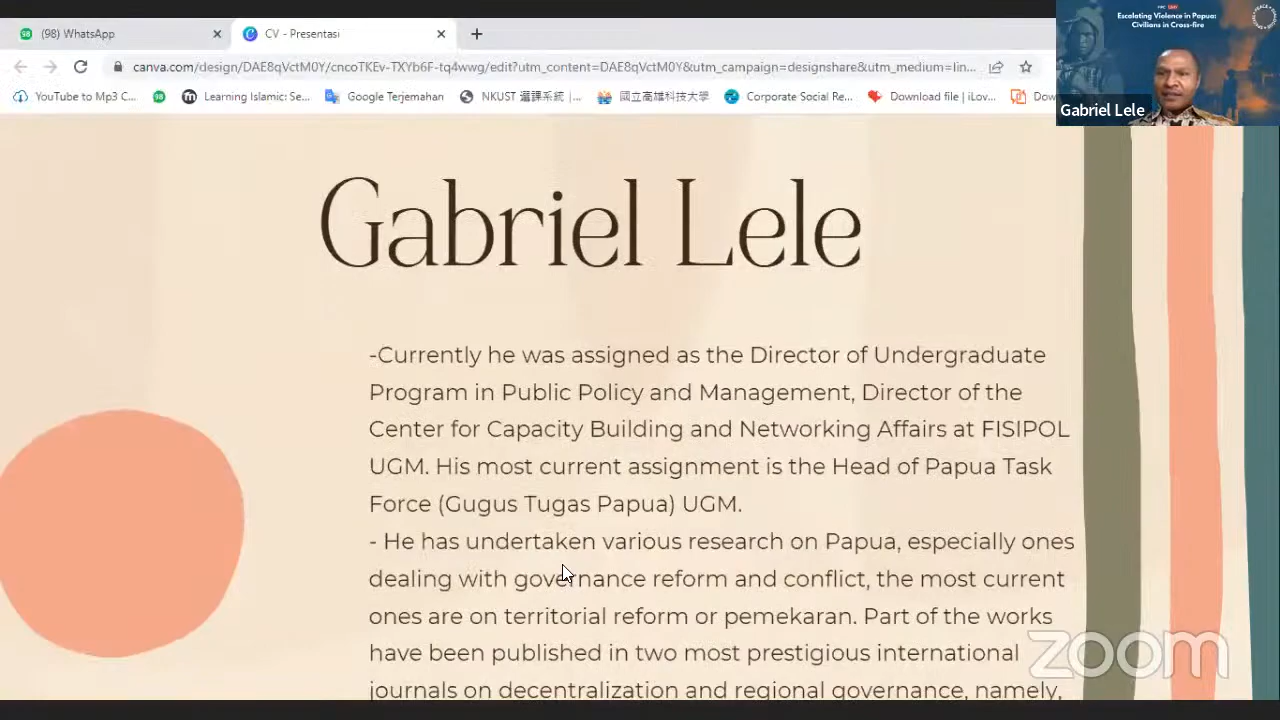 (98) WhatsApp
CV - Presentasi
canva.com/design/DAE8qVctM0Y/cncoTKEv-TXYb6F-tq4wwg/edit?utm_content=DAE8qVctM0Y&utm_campaign=designshare&utm_medium=lin...
YouTube to Mp3 C... 98 Learning Islamic: Se... Google Terjemahan NKUST 選課系統 |... 國立高雄科技大學 Corporate Social Re... Download file | iLov... Dow
Escalating Violence in Papua:
Civilians in Cross-fire
Gabriel Lele
Gabriel Lele
-Currently he was assigned as the Director of Undergraduate
Program in Public Policy and Management, Director of the
Center for Capacity Building and Networking Affairs at FISIPOL
UGM. His most current assignment is the Head of Papua Task
Force (Gugus Tugas Papua) UGM.
- He has undertaken various research on Papua, especially ones
dealing with governance reform and conflict, the most current
ones are on territorial reform or pemekaran. Part of the works
have been published in two most prestigious international
journals on decentralization and regional governance, namely,
zoom